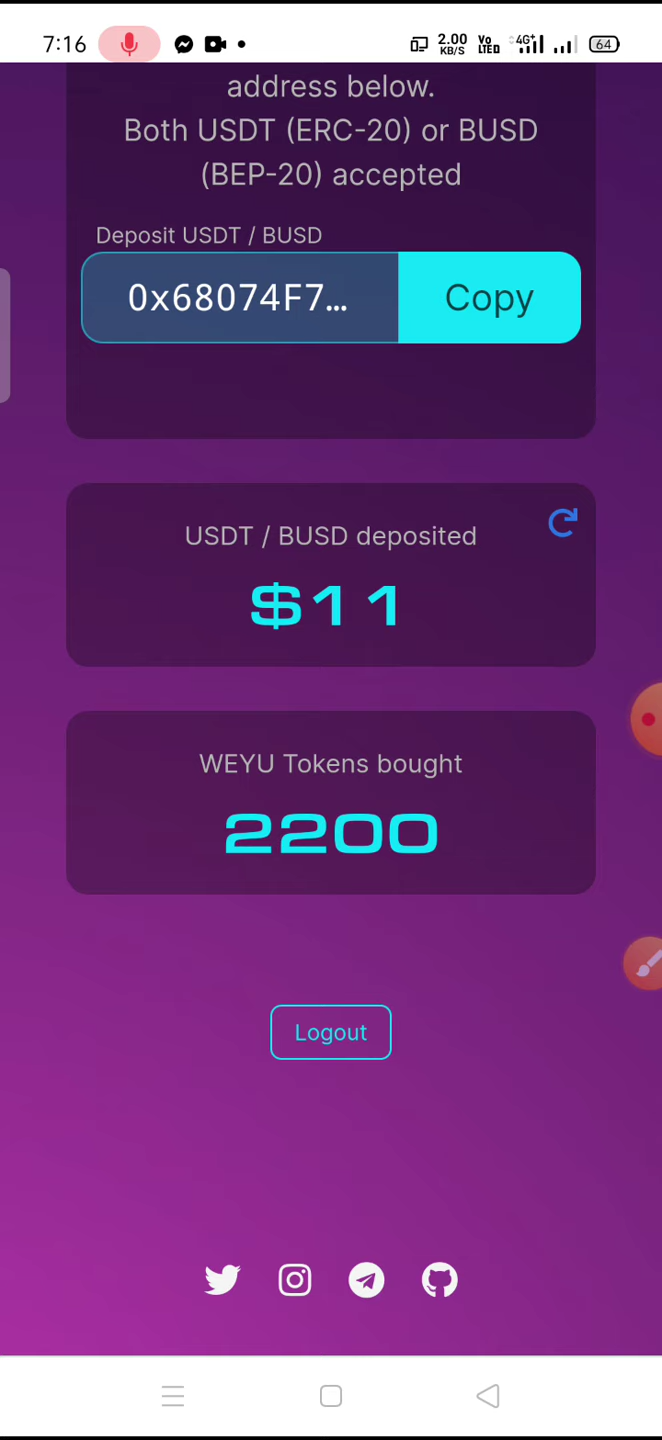 7:16
2.00
KB/S
Vo
LTE
4G+
64
address below.
Both USDT (ERC-20) or BUSD
(BEP-20) accepted
Deposit USDT / BUSD
0x68074F7...
Copy
USDT / BUSD deposited
$11
WEYU Tokens bought
2200
Logout